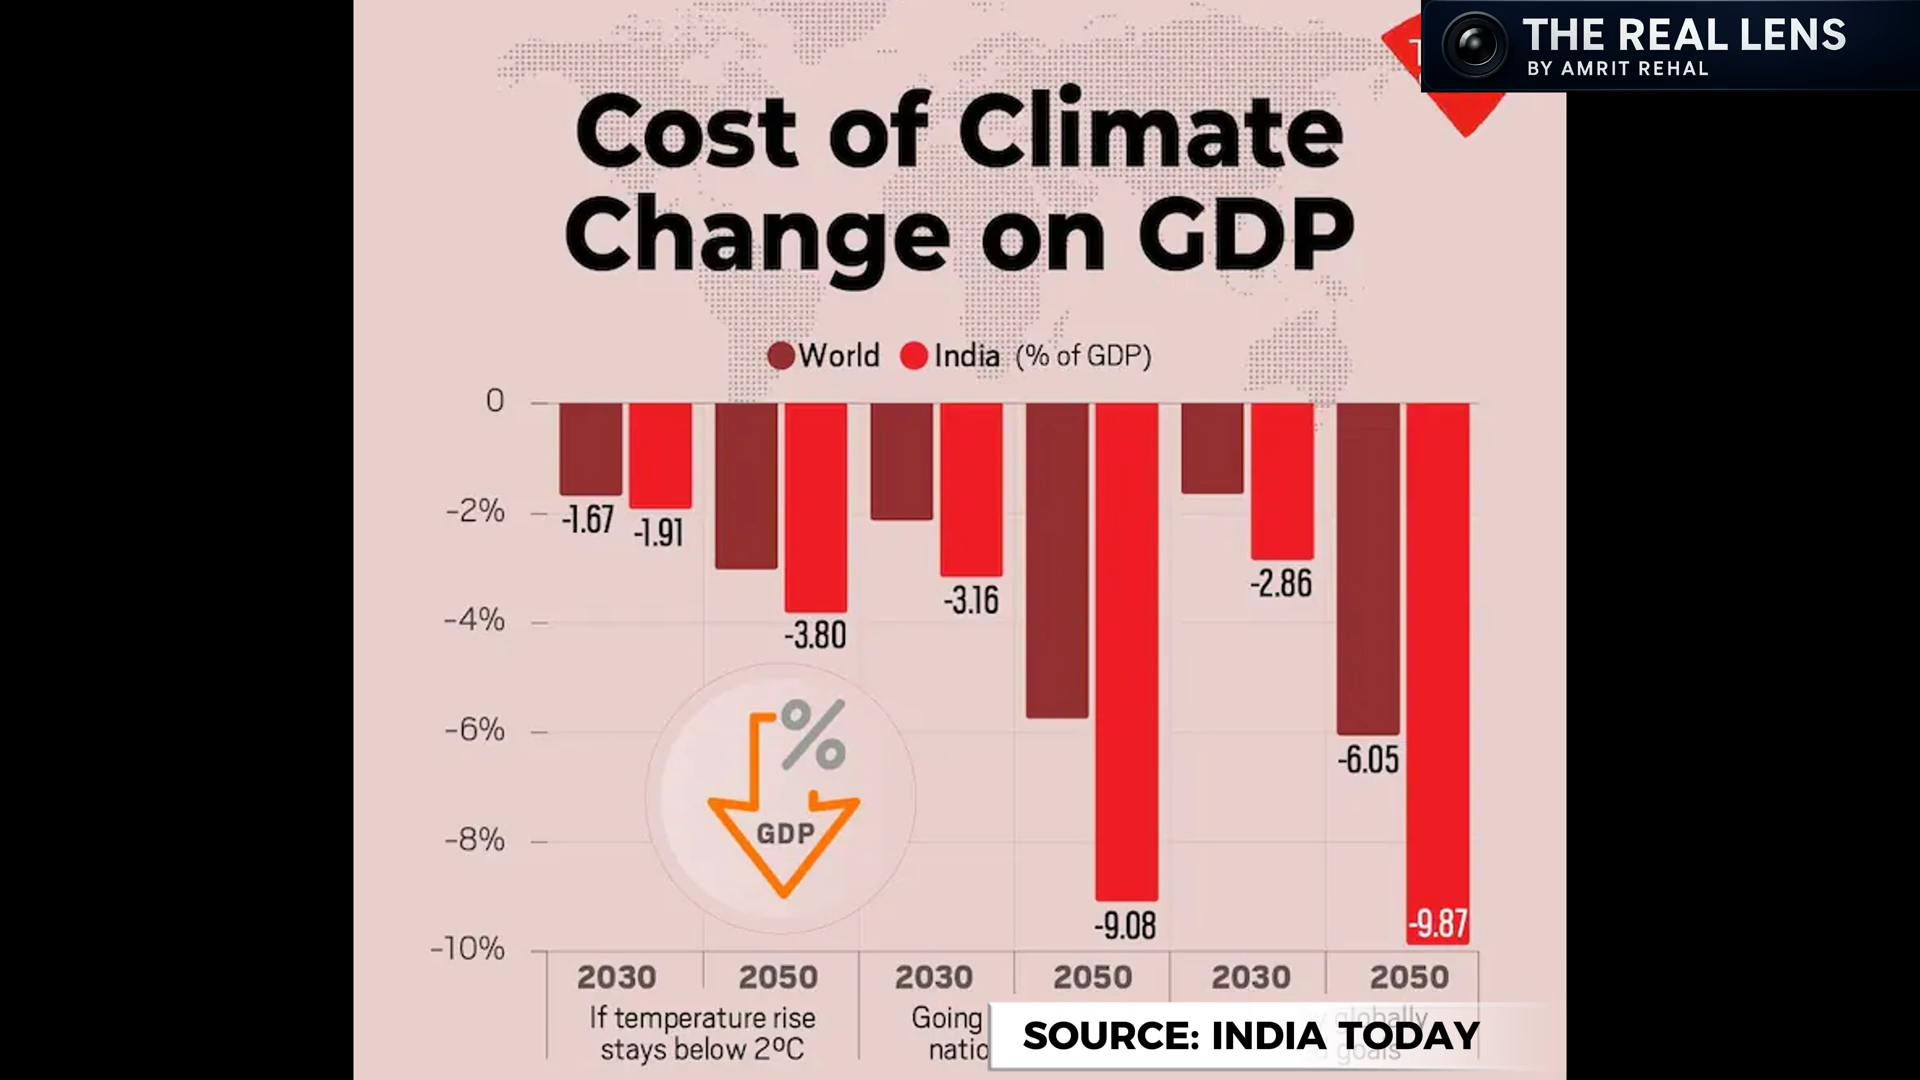 THE REAL LENS
BY AMRIT REHAL
Cost of Climate
Change on GDP
World India (% of GDP)
0
-2%
-4%
-6%
-8%
-10%
-1.67
-1.91
-3.80
-3.16
-9.08
-2.86
-6.05
-9.87
%
GDP
2030 2050 2030 2050 2030 2050
If temperature rise
stays below 2ºC
Going
globally
goals
SOURCE: INDIA TODAY